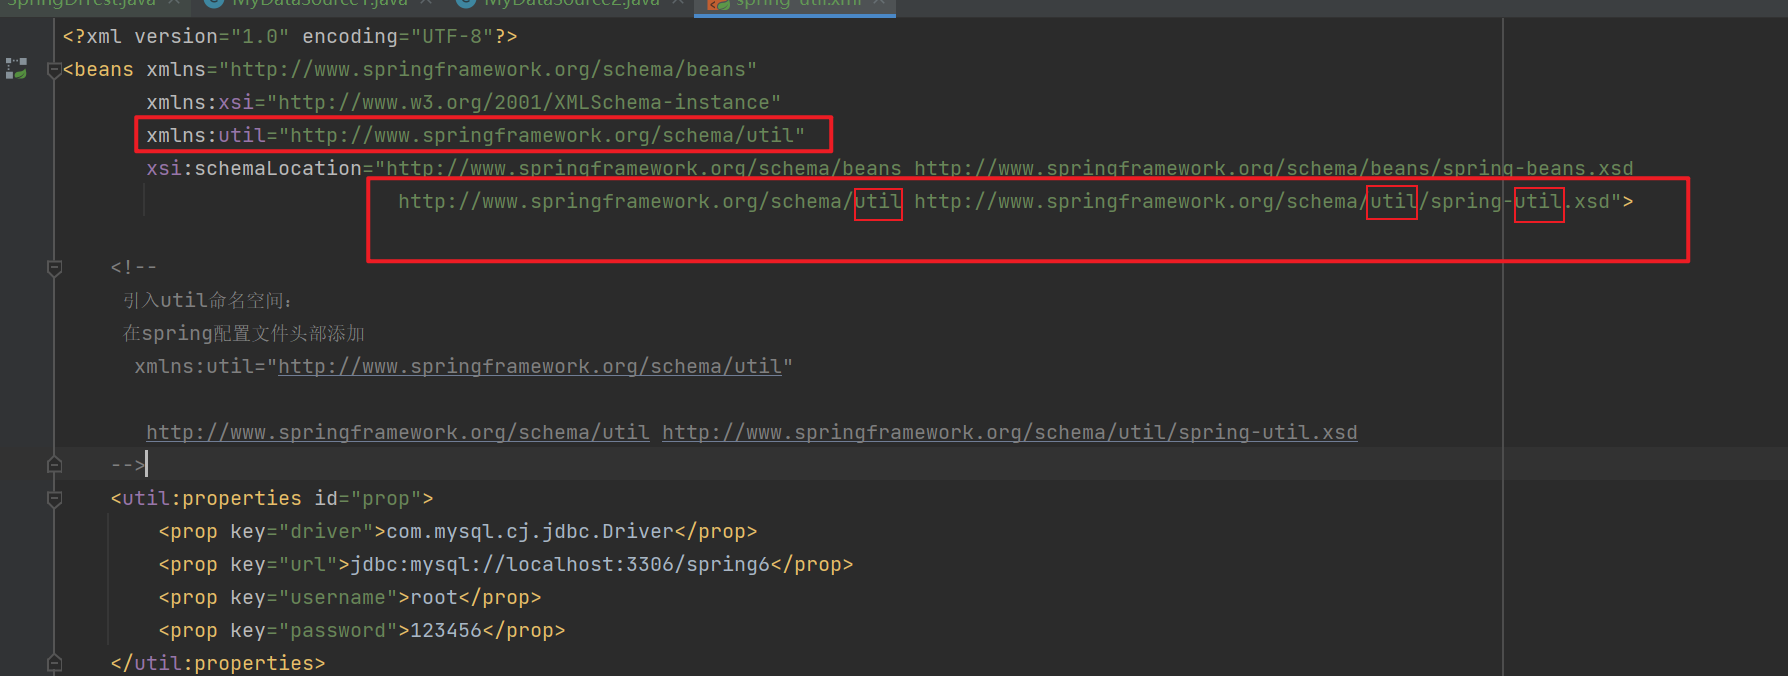 SpringDITest.java MyDataSource1.java MyDataSource2.java spring-util.xml
<?xml version="1.0" encoding="UTF-8"?>
<beans xmlns="http://www.springframework.org/schema/beans"
xmlns:xsi="http://www.w3.org/2001/XMLSchema-instance"
xmlns:util="http://www.springframework.org/schema/util"
xsi:schemaLocation="http://www.springframework.org/schema/beans http://www.springframework.org/schema/beans/spring-beans.xsd
http://www.springframework.org/schema/util http://www.springframework.org/schema/util/spring-util.xsd">
<!--
引入util命名空间：
在spring配置文件头部添加
xmlns:util="http://www.springframework.org/schema/util"
http://www.springframework.org/schema/util http://www.springframework.org/schema/util/spring-util.xsd
-->
<util:properties id="prop">
<prop key="driver">com.mysql.cj.jdbc.Driver</prop>
<prop key="url">jdbc:mysql://localhost:3306/spring6</prop>
<prop key="username">root</prop>
<prop key="password">123456</prop>
</util:properties>